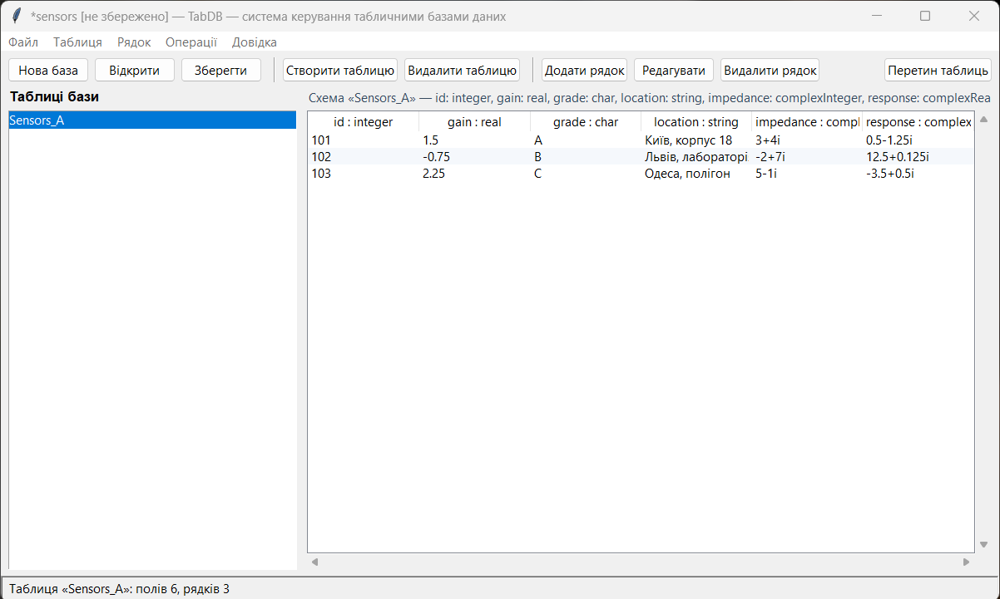 *sensors [не збережено] — TabDB — система керування табличними базами даних
Файл Таблиця Рядок Операції Довідка
Нова база Відкрити Зберегти Створити таблицю Видалити таблицю Додати рядок Редагувати Видалити рядок Перетин таблиць
Таблиці бази
Схема «Sensors_A» — id: integer, gain: real, grade: char, location: string, impedance: complexInteger, response: complexRea
Sensors_A
id : integer gain : real grade : char location : string impedance : compl response : complex
101 1.5 A Київ, корпус 18 3+4i 0.5-1.25i
102 -0.75 B Львів, лабораторі -2+7i 12.5+0.125i
103 2.25 C Одеса, полігон 5-1i -3.5+0.5i
Таблиця «Sensors_A»: полів 6, рядків 3